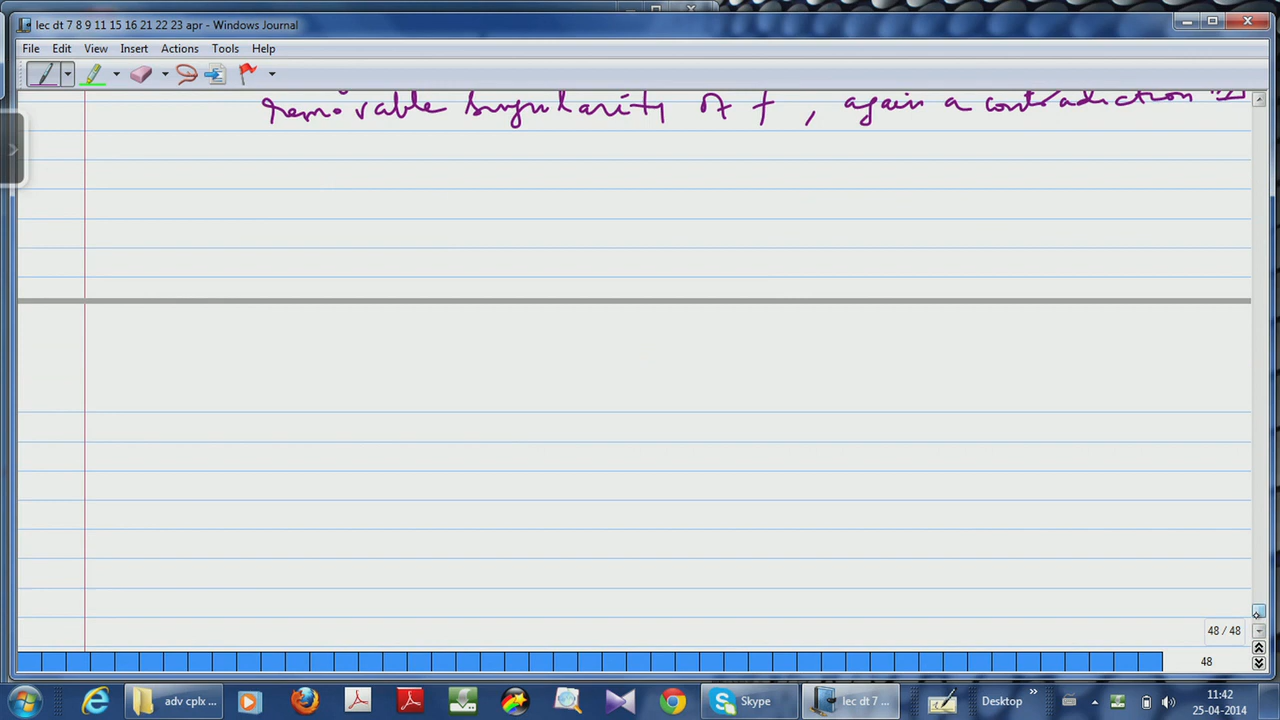 lec dt 7 8 9 11 15 16 21 22 23 apr - Windows Journal
File Edit View Insert Actions Tools Help
removable singularity of f , again a contradiction
48 / 48
48
adv cplx ...
Skype
lec dt 7 ...
Desktop
11:42
25-04-2014